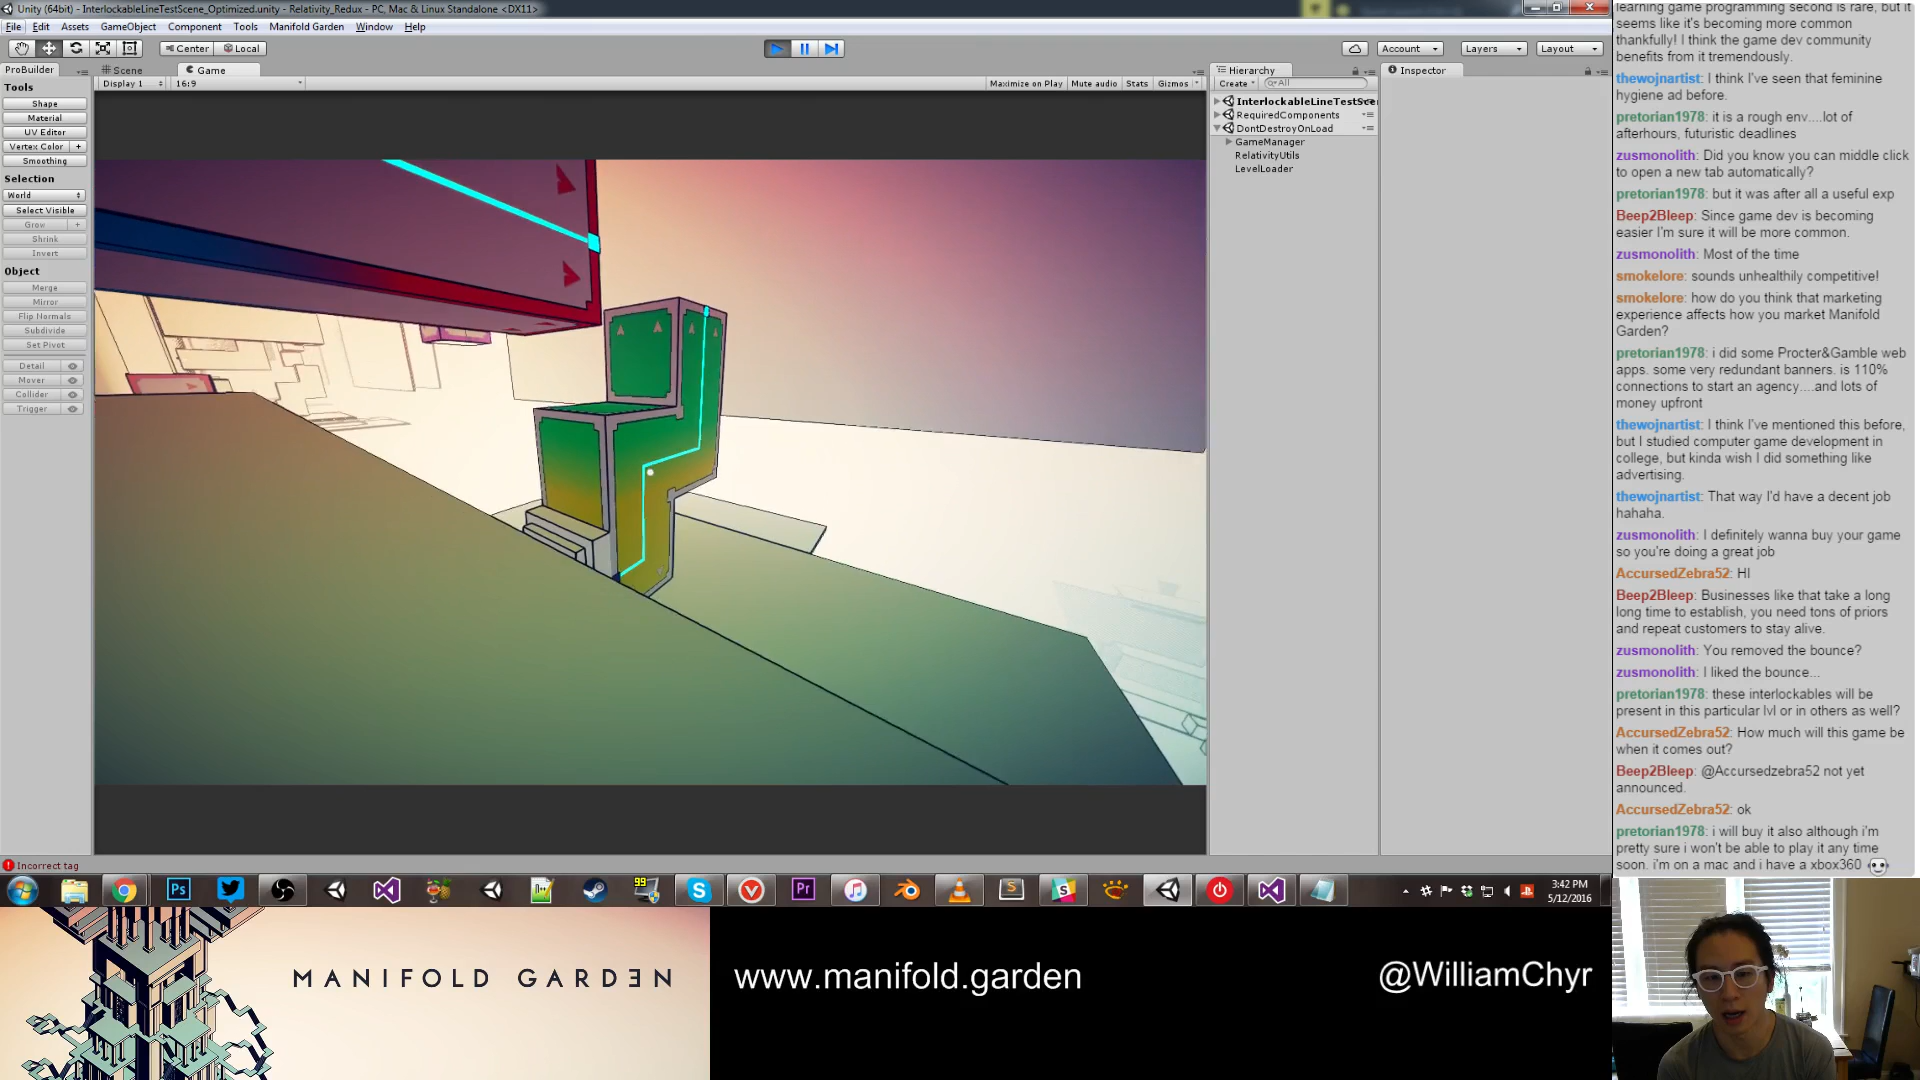 Unity (64bit) - InterlockableLineTestScene_Optimized.unity - Relativity_Redux - PC, Mac & Linux Standalone <DX11>
File Edit Assets GameObject Component Tools Manifold Garden Window Help
Center Local Account Layers Layout
ProBuilder Scene Game Hierarchy Inspector
Display 1 16:9 Maximize on Play Mute audio Stats Gizmos Create All
Tools
Shape
Material
UV Editor
Vertex Color +
Smoothing
Selection
World
Select Visible
Grow +
Shrink
Invert
Object
Merge
Mirror
Flip Normals
Subdivide
Set Pivot
Detail
Mover
Collider
Trigger
InterlockableLineTestScer
RequiredComponents
DontDestroyOnLoad
GameManager
RelativityUtils
LevelLoader
Incorrect tag
learning game programming second is rare, but it
seems like it's becoming more common
thankfully! I think the game dev community
benefits from it tremendously.
thewojnartist: I think I've seen that feminine
hygiene ad before.
pretorian1978: it is a rough env....lot of
afterhours, futuristic deadlines
zusmonolith: Did you know you can middle click
to open a new tab automatically?
pretorian1978: but it was after all a useful exp
Beep2Bleep: Since game dev is becoming
easier I'm sure it will be more common.
zusmonolith: Most of the time
smokelore: sounds unhealthily competitive!
smokelore: how do you think that marketing
experience affects how you market Manifold
Garden?
pretorian1978: i did some Procter&Gamble web
apps. some very redundant banners. is 110%
connections to start an agency....and lots of
money upfront
thewojnartist: I think I've mentioned this before,
but I studied computer game development in
college, but kinda wish I did something like
advertising.
thewojnartist: That way I'd have a decent job
hahaha.
zusmonolith: I definitely wanna buy your game
so you're doing a great job
AccursedZebra52: HI
Beep2Bleep: Businesses like that take a long
long time to establish, you need tons of priors
and repeat customers to stay alive.
zusmonolith: You removed the bounce?
zusmonolith: I liked the bounce...
pretorian1978: these interlockables will be
present in this particular lvl or in others as well?
AccursedZebra52: How much will this game be
when it comes out?
Beep2Bleep: @Accursedzebra52 not yet
announced.
AccursedZebra52: ok
pretorian1978: i will buy it also although i'm
pretty sure i won't be able to play it any time
soon. i'm on a mac and i have a xbox360
Ps 99 Pr
3:42 PM
5/12/2016
MANIFOLD GARDƎN
www.manifold.garden
@WilliamChyr